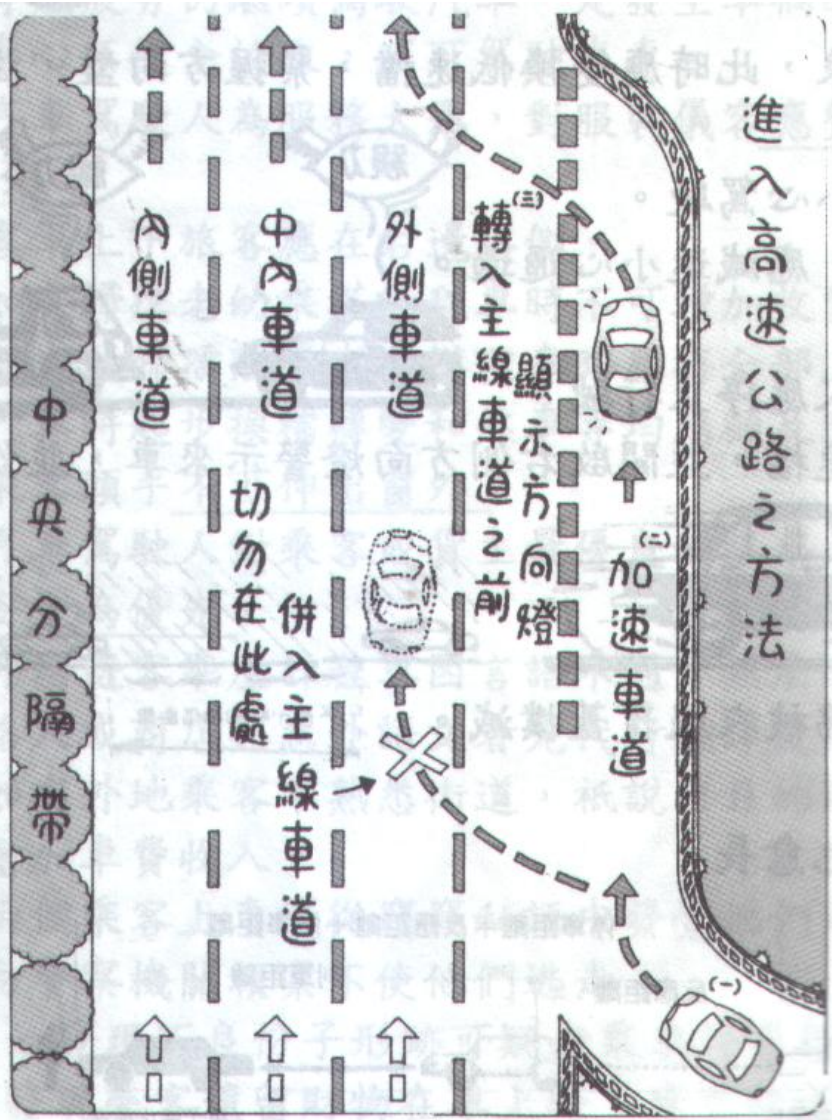 進入高速公路之方法
(一)
(二)加速車道
(三)轉入主線車道之前
顯示方向燈
外側車道
中內車道
內側車道
切勿在此處
併入主線車道
中央分隔帶